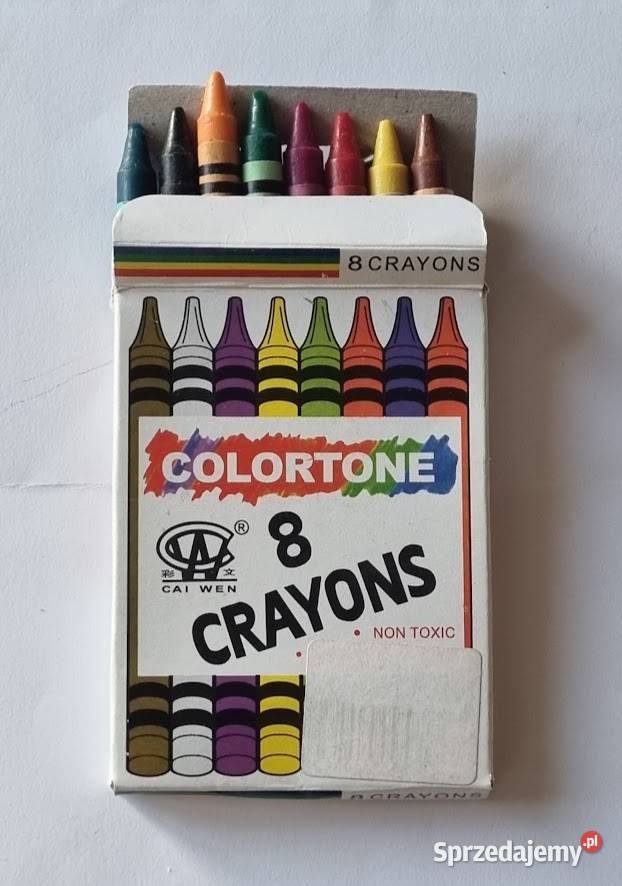 8 CRAYONS
COLORTONE
®
彩 文
CAI WEN
8
CRAYONS
• NON TOXIC
•
8 CRAYONS
Sprzedajemy.pl